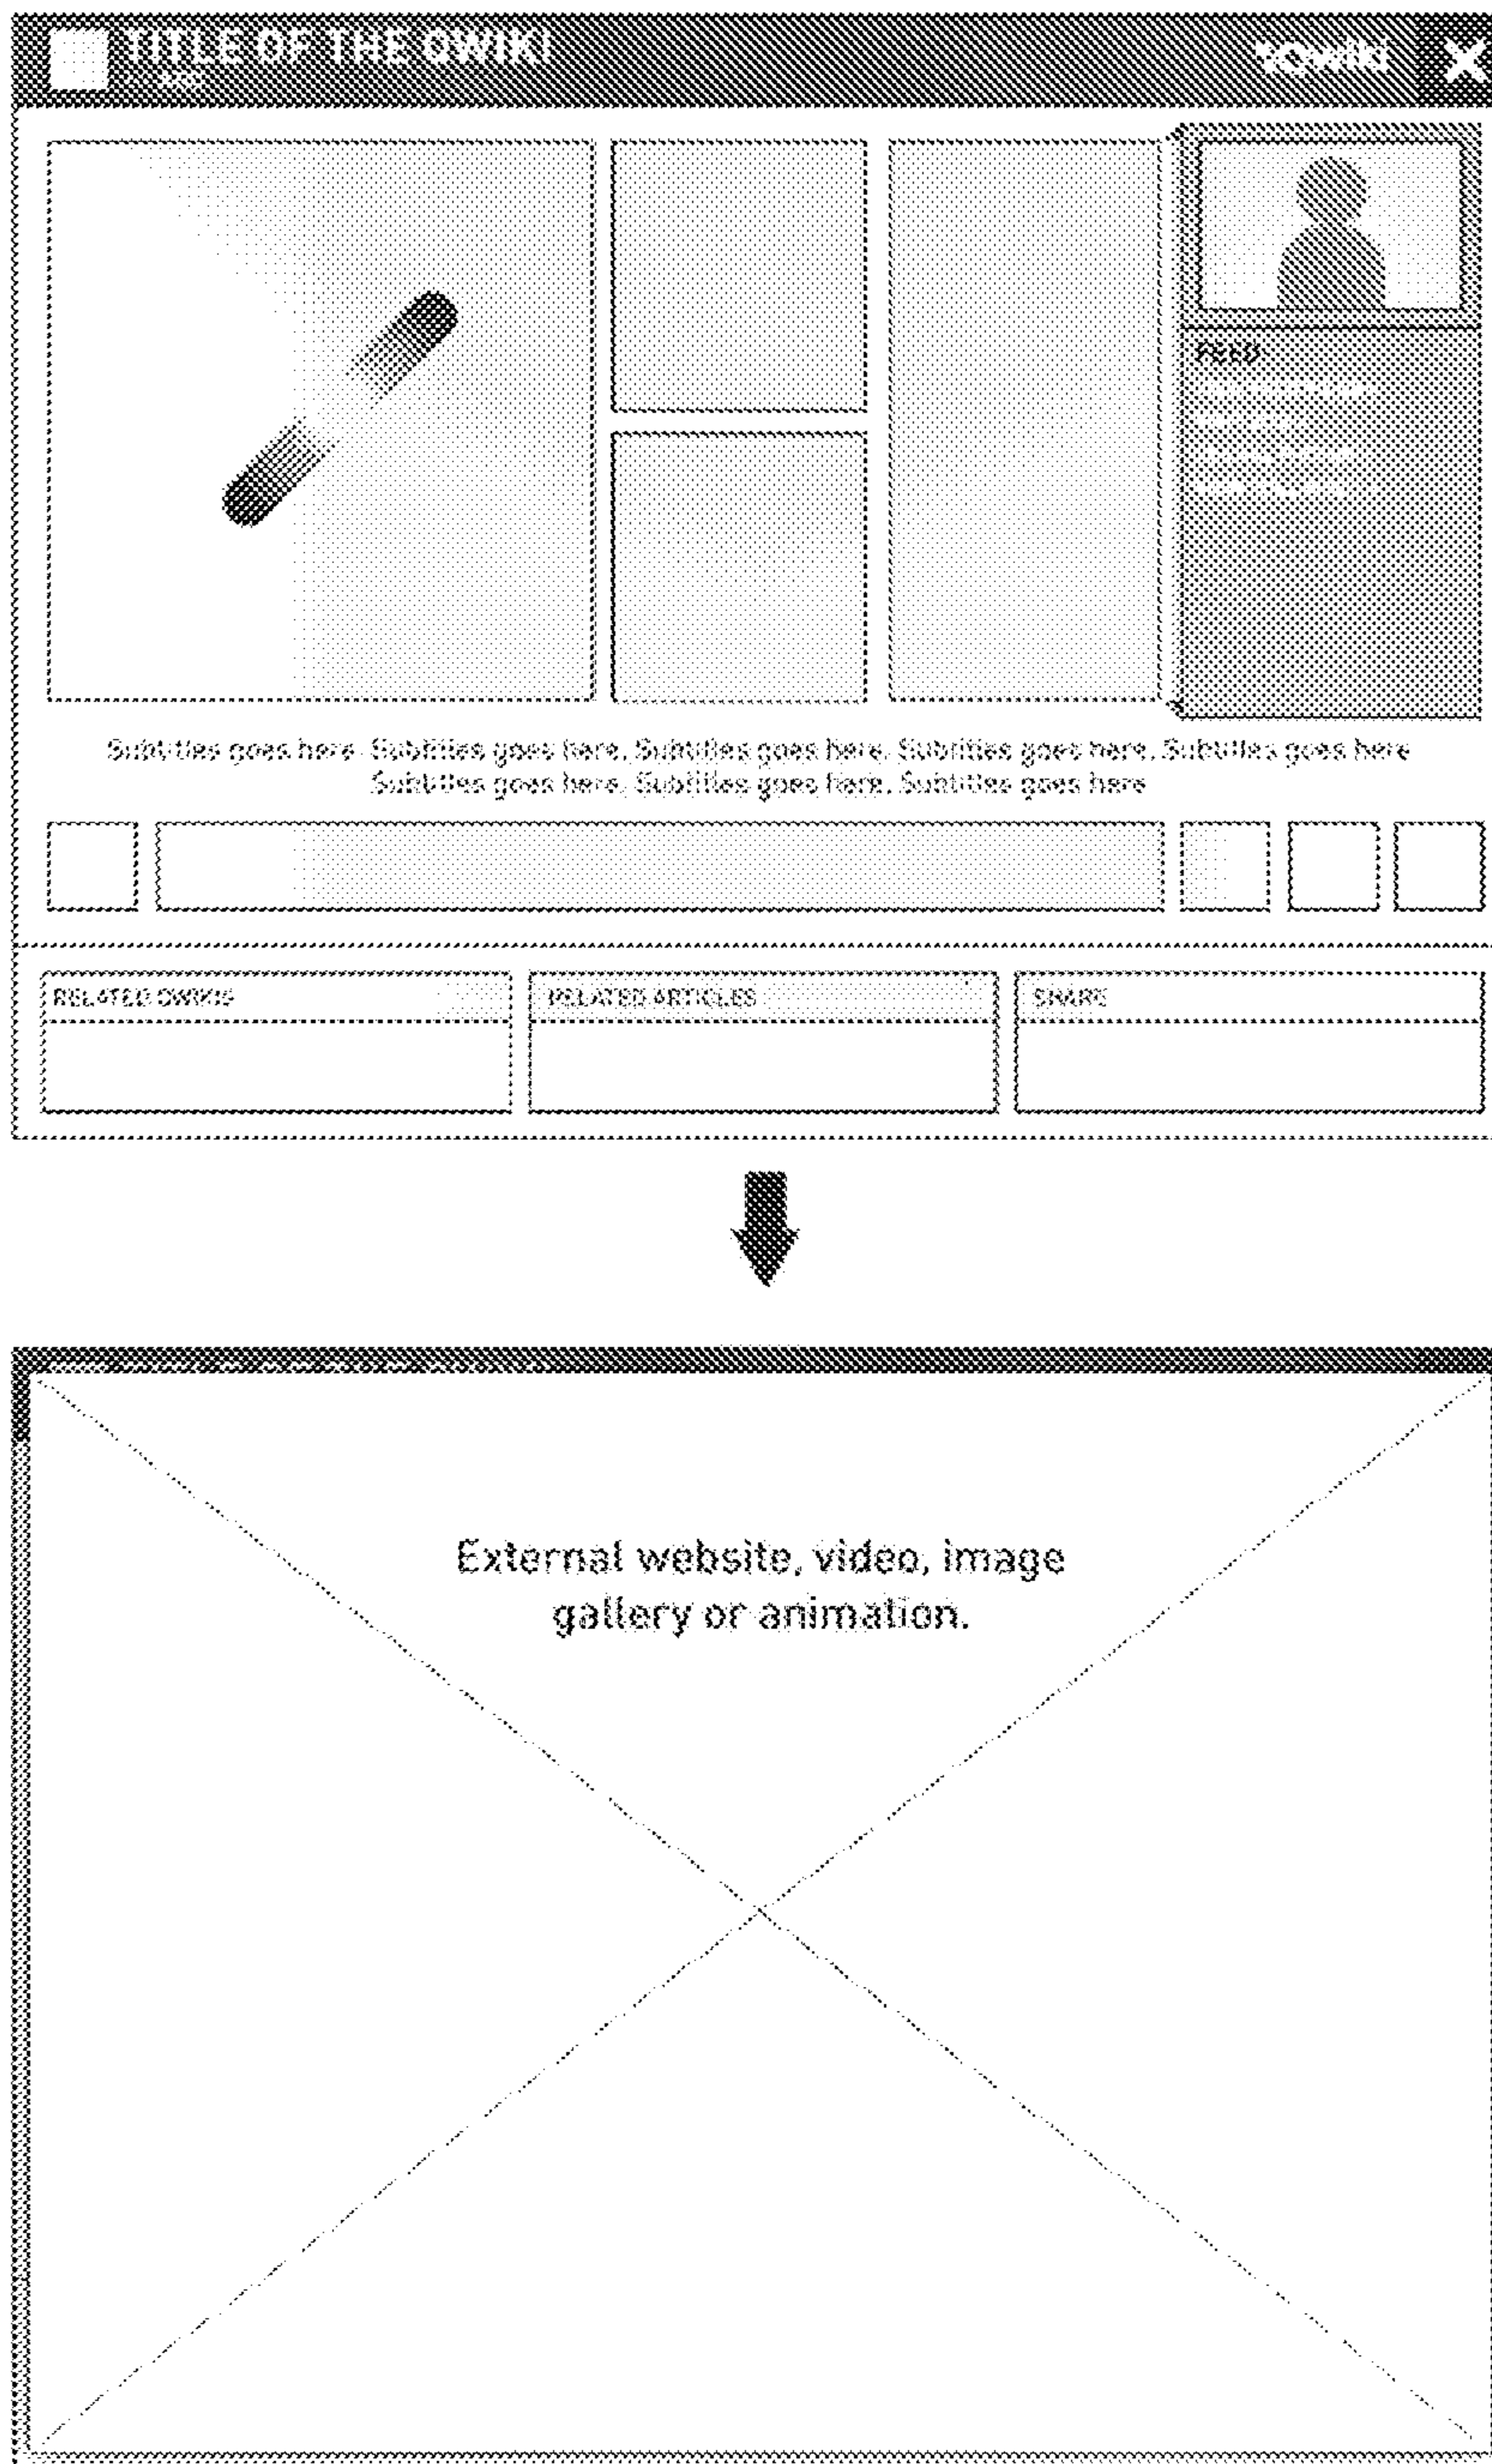 TITLE OF THE QWIKI
Qwiki
FEED
Subtitles goes here. Subtitles goes here. Subtitles goes here. Subtitles goes here. Subtitles goes here
Subtitles goes here. Subtitles goes here. Subtitles goes here
RELATED QWIKIS
RELATED ARTICLES
SHARE
External website, video, image
gallery or animation.